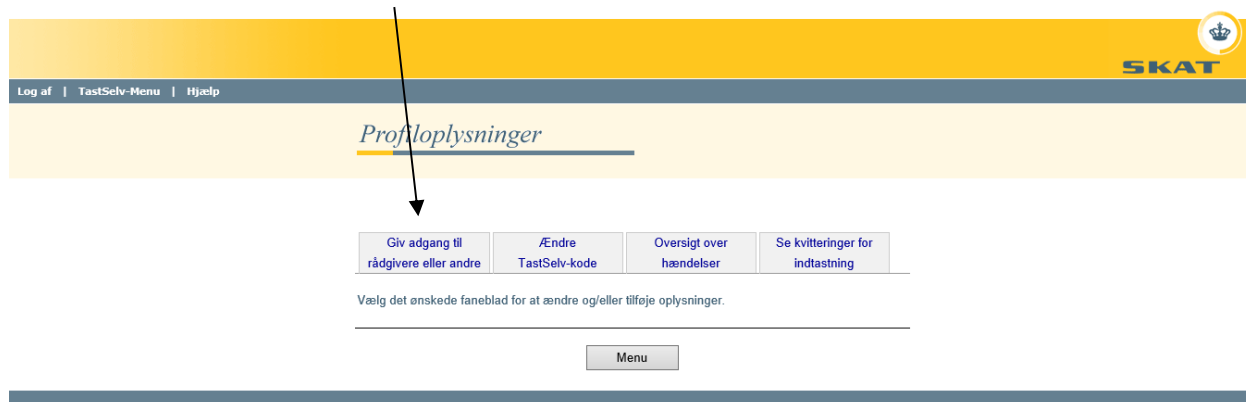 SKAT
Log af | TastSelv-Menu | Hjælp
Profiloplysninger
Giv adgang til
rådgivere eller andre
Ændre
TastSelv-kode
Oversigt over
hændelser
Se kvitteringer for
indtastning
Vælg det ønskede faneblad for at ændre og/eller tilføje oplysninger.
Menu